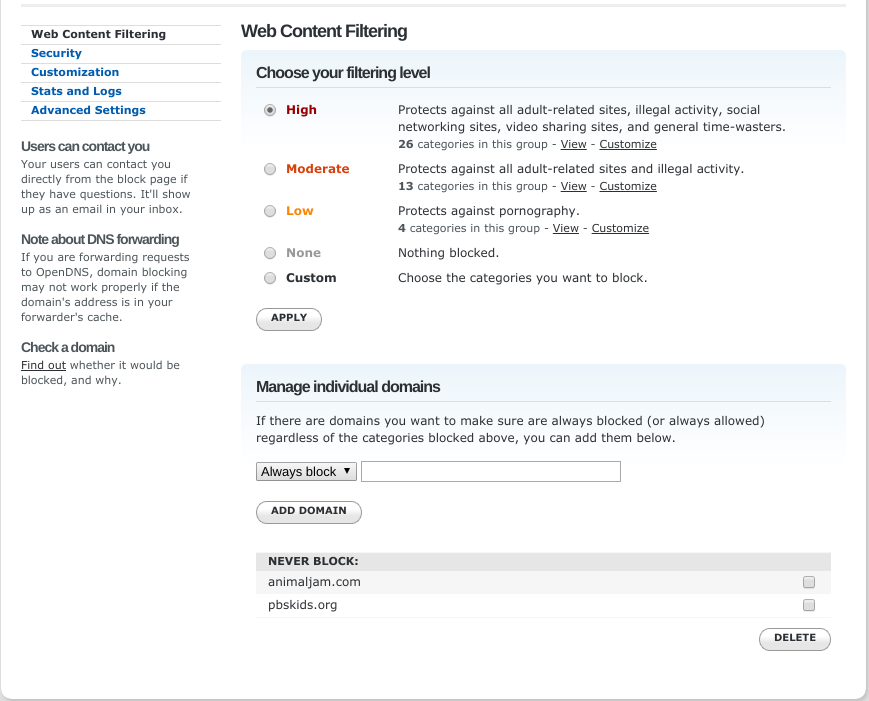 Web Content Filtering
Security
Customization
Stats and Logs
Advanced Settings
Users can contact you
Your users can contact you
directly from the block page if
they have questions. It'll show
up as an email in your inbox.
Note about DNS forwarding
If you are forwarding requests
to OpenDNS, domain blocking
may not work properly if the
domain's address is in your
forwarder's cache.
Check a domain
Find out whether it would be
blocked, and why.
Web Content Filtering
Choose your filtering level
High
Protects against all adult-related sites, illegal activity, social
networking sites, video sharing sites, and general time-wasters.
26 categories in this group - View - Customize
Moderate
Protects against all adult-related sites and illegal activity.
13 categories in this group - View - Customize
Low
Protects against pornography.
4 categories in this group - View - Customize
None
Nothing blocked.
Custom
Choose the categories you want to block.
APPLY
Manage individual domains
If there are domains you want to make sure are always blocked (or always allowed)
regardless of the categories blocked above, you can add them below.
Always block
ADD DOMAIN
NEVER BLOCK:
animaljam.com
pbskids.org
DELETE